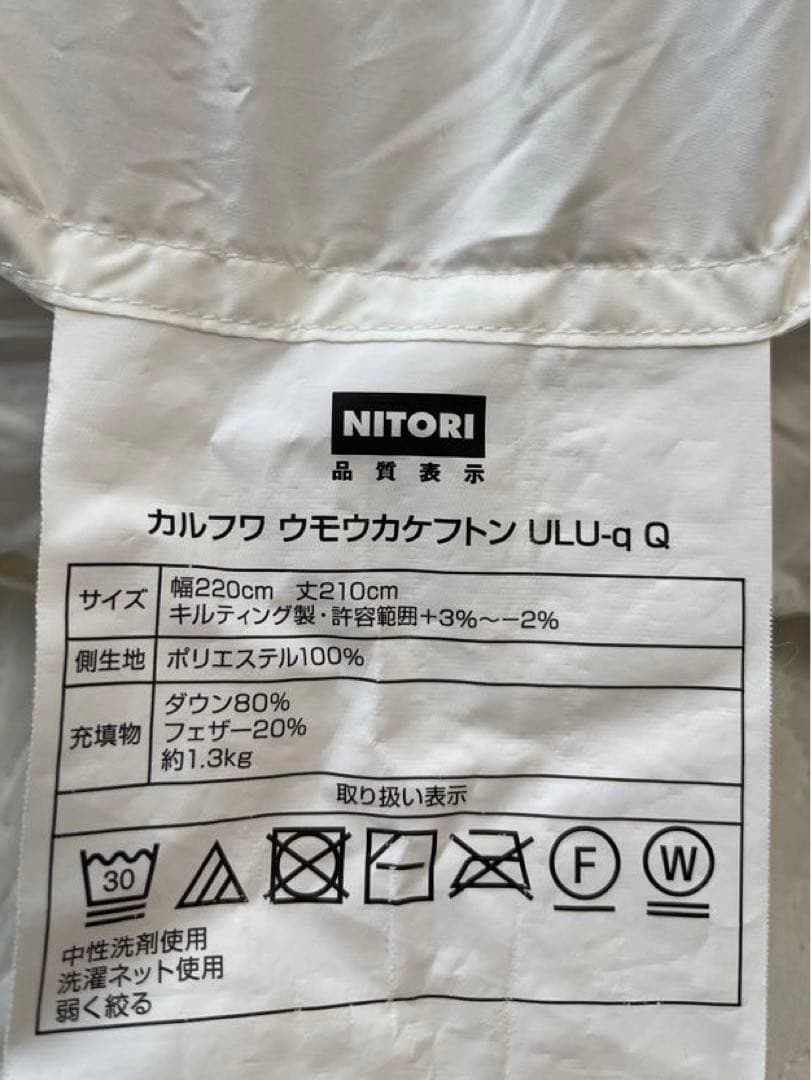 NITORI
品質表示
カルフワ ウモウカケフトン ULU-q Q
サイズ
幅220cm 丈210cm
キルティング製・許容範囲+3%〜-2%
側生地
ポリエステル100%
充填物
ダウン80%
フェザー20%
約1.3kg
取り扱い表示
30
F
W
中性洗剤使用
洗濯ネット使用
弱く絞る